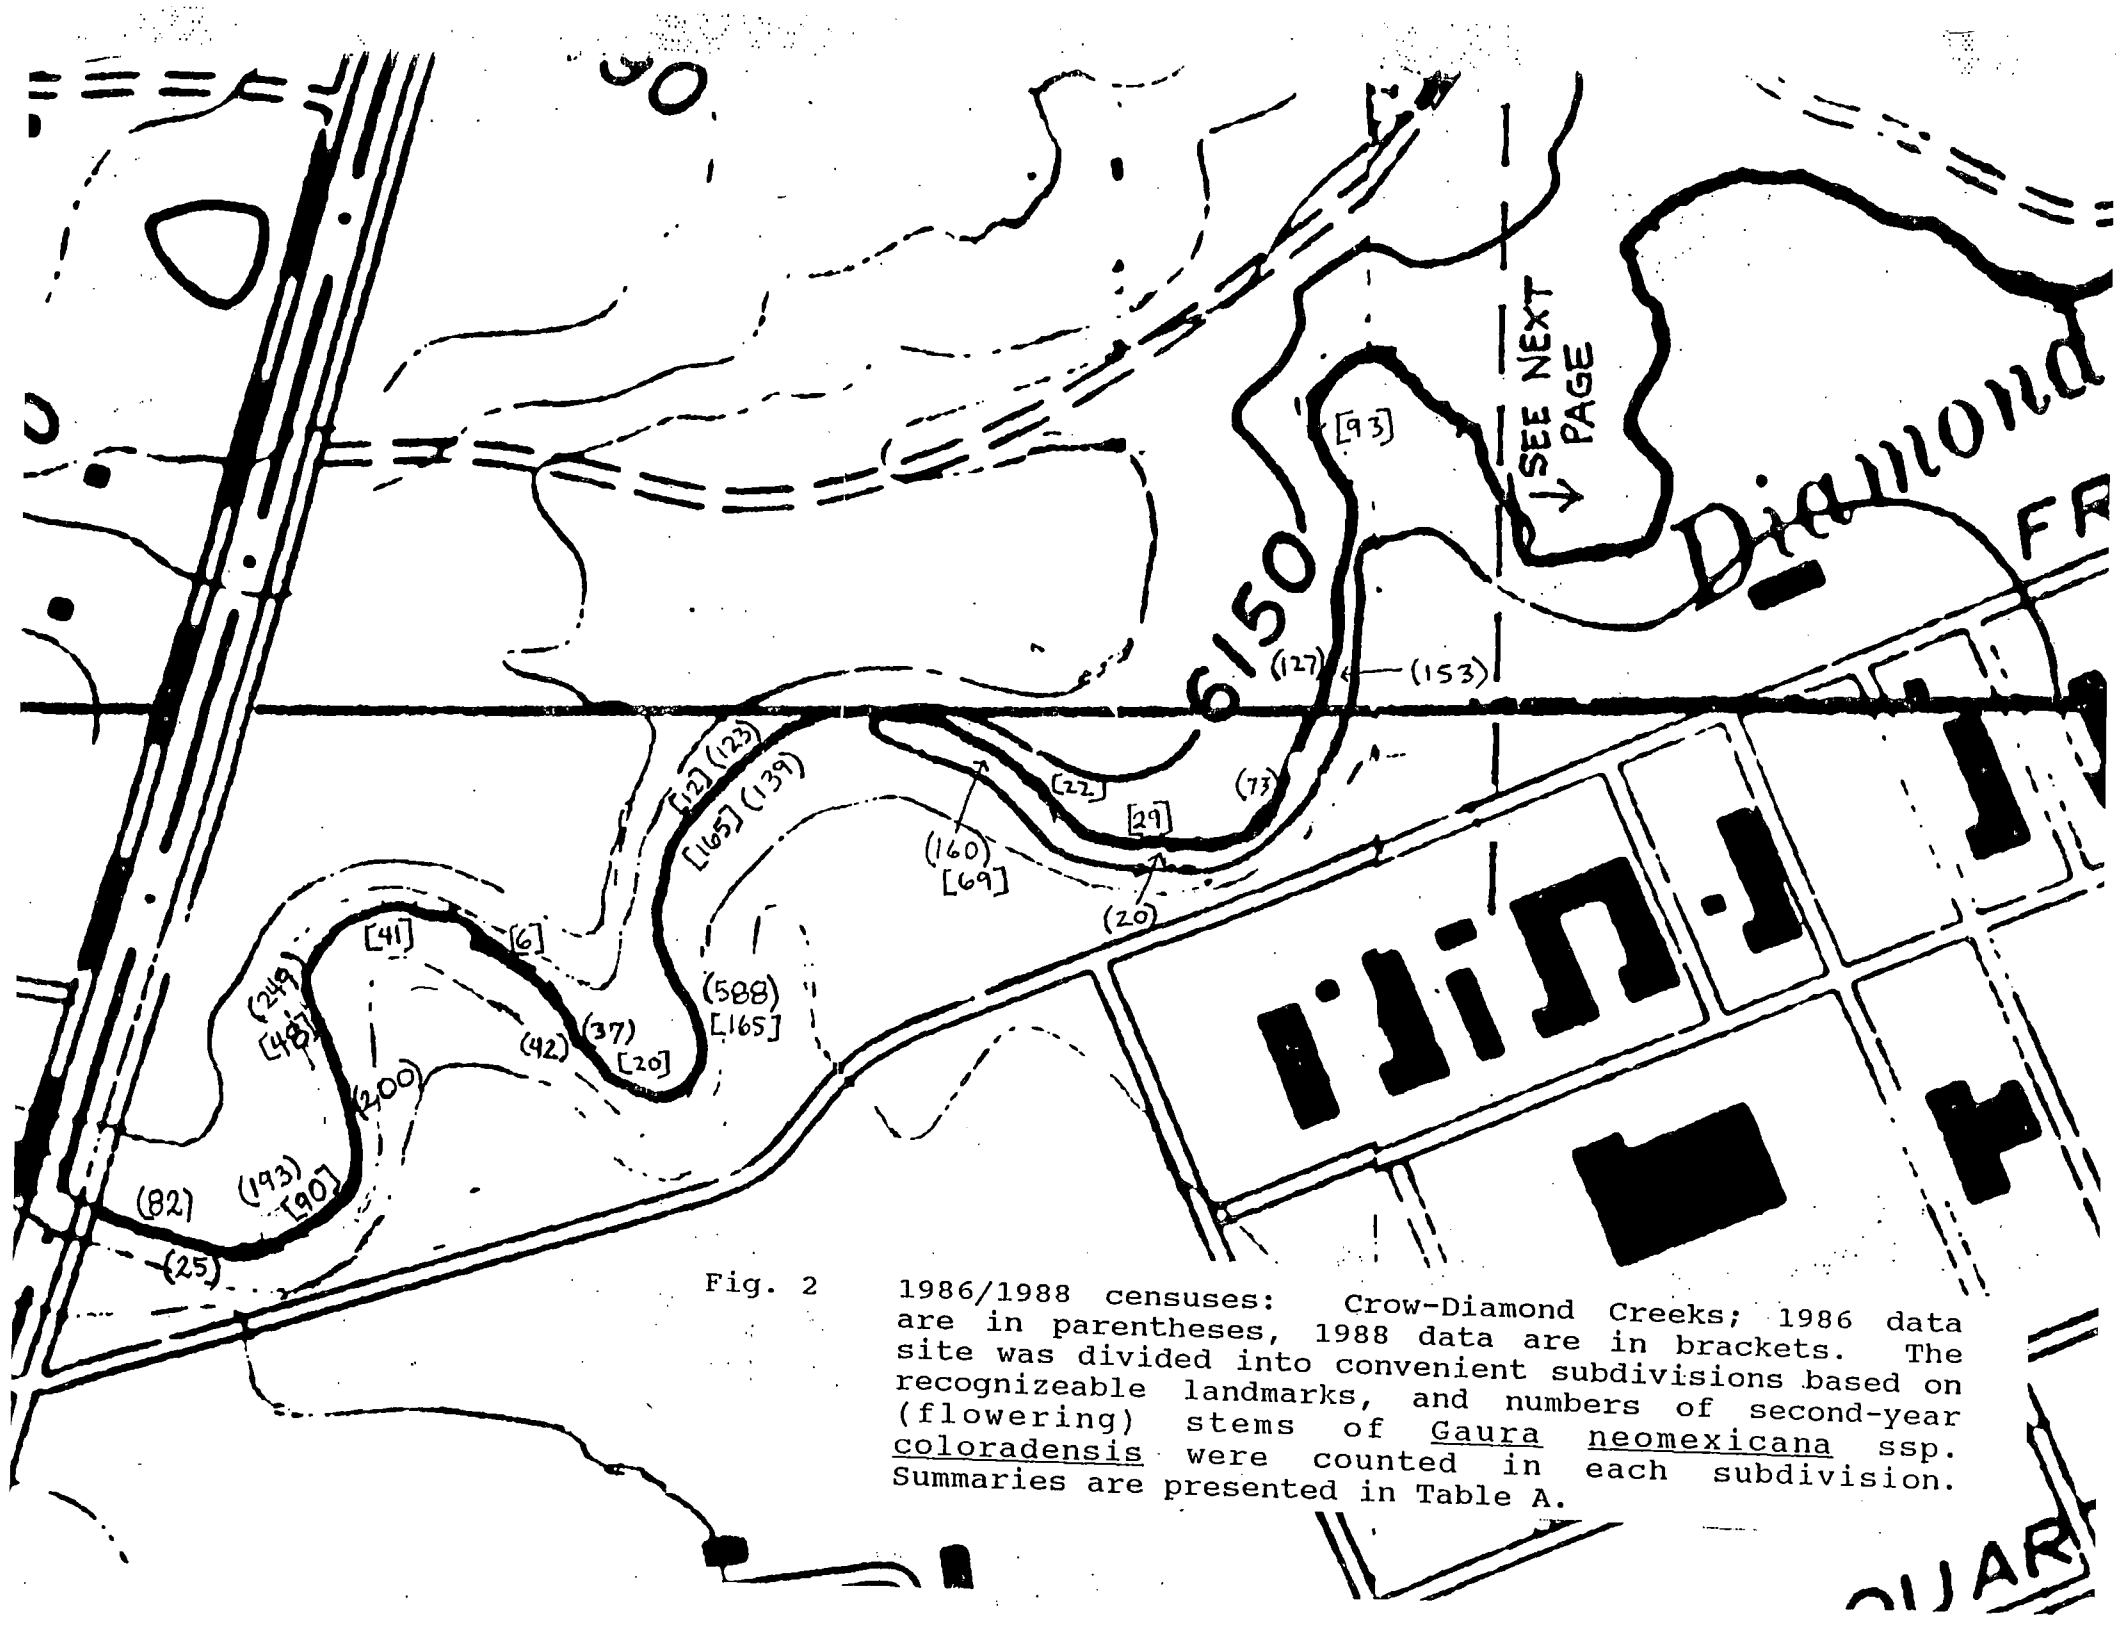 [93]
SEE NEXT
PAGE
Diamond
FR
6150
(127)
(153)
[12] (123)
[165] (139)
[22]
(73)
[29]
(160)
[69]
(20)
[41]
[6]
(249)
[48]
(588)
[165]
(37)
(42)
[20]
(200)
(193)
[90]
(82)
(25)
Fig. 2
1986/1988 censuses: Crow-Diamond Creeks; 1986 data
are in parentheses, 1988 data are in brackets. The
site was divided into convenient subdivisions based on
recognizeable landmarks, and numbers of second-year
(flowering) stems of Gaura neomexicana ssp.
coloradensis were counted in each subdivision.
Summaries are presented in Table A.
QUAR